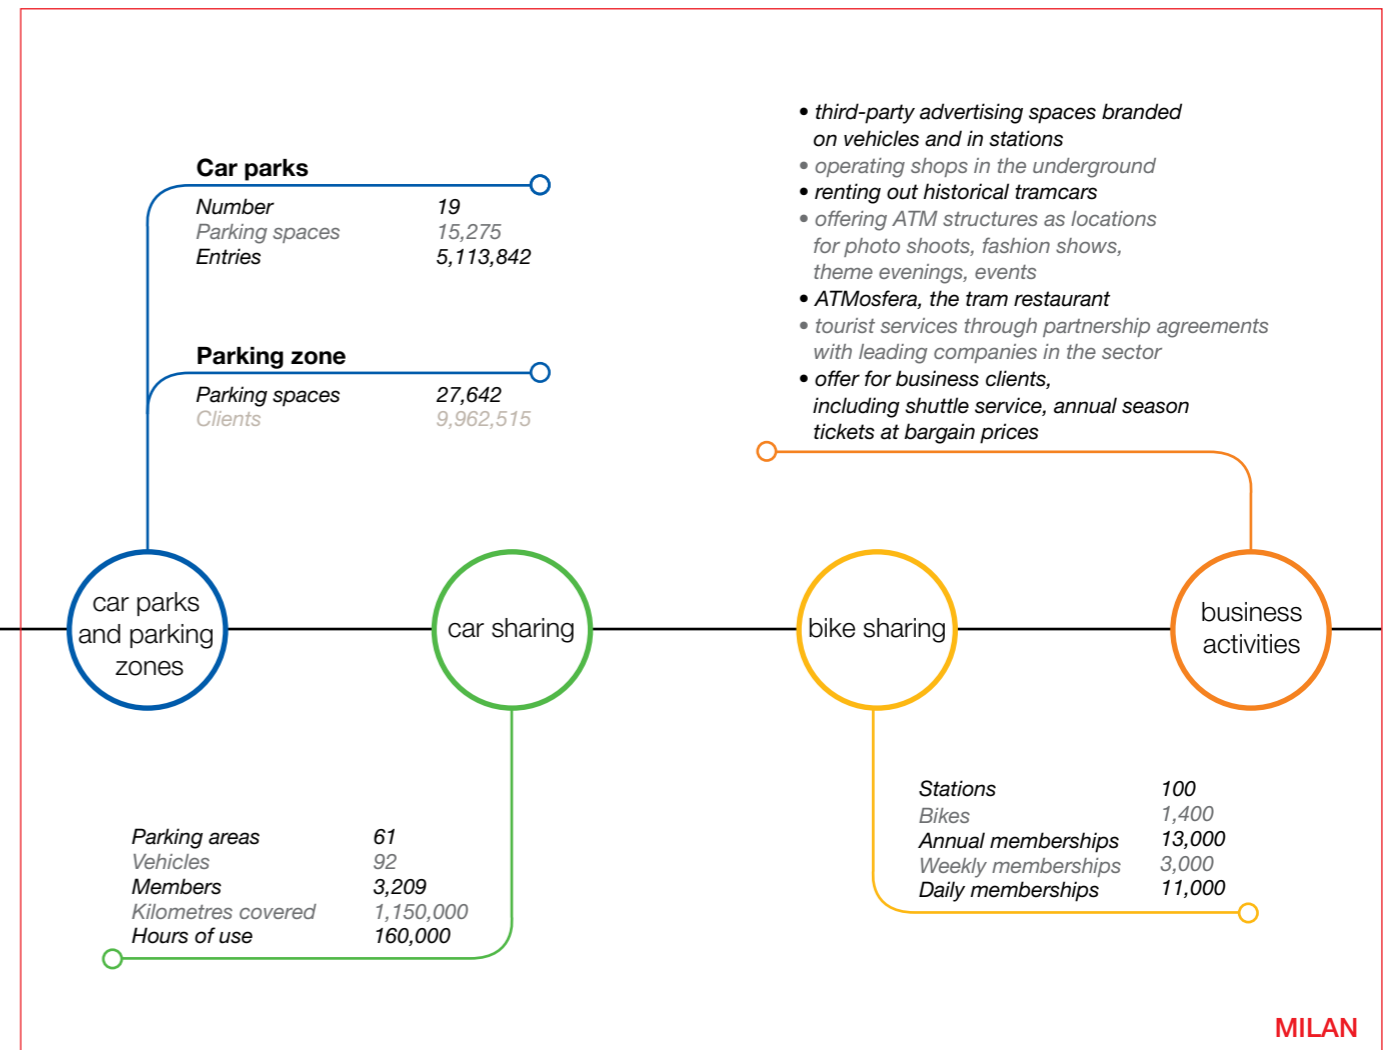 Car parks
Number 19
Parking spaces 15,275
Entries 5,113,842
Parking zone
Parking spaces 27,642
Clients 9,962,515
• third-party advertising spaces branded
on vehicles and in stations
• operating shops in the underground
• renting out historical tramcars
• offering ATM structures as locations
for photo shoots, fashion shows,
theme evenings, events
• ATMosfera, the tram restaurant
• tourist services through partnership agreements
with leading companies in the sector
• offer for business clients,
including shuttle service, annual season
tickets at bargain prices
car parks
and parking
zones
car sharing
bike sharing
business
activities
Parking areas 61
Vehicles 92
Members 3,209
Kilometres covered 1,150,000
Hours of use 160,000
Stations 100
Bikes 1,400
Annual memberships 13,000
Weekly memberships 3,000
Daily memberships 11,000
MILAN